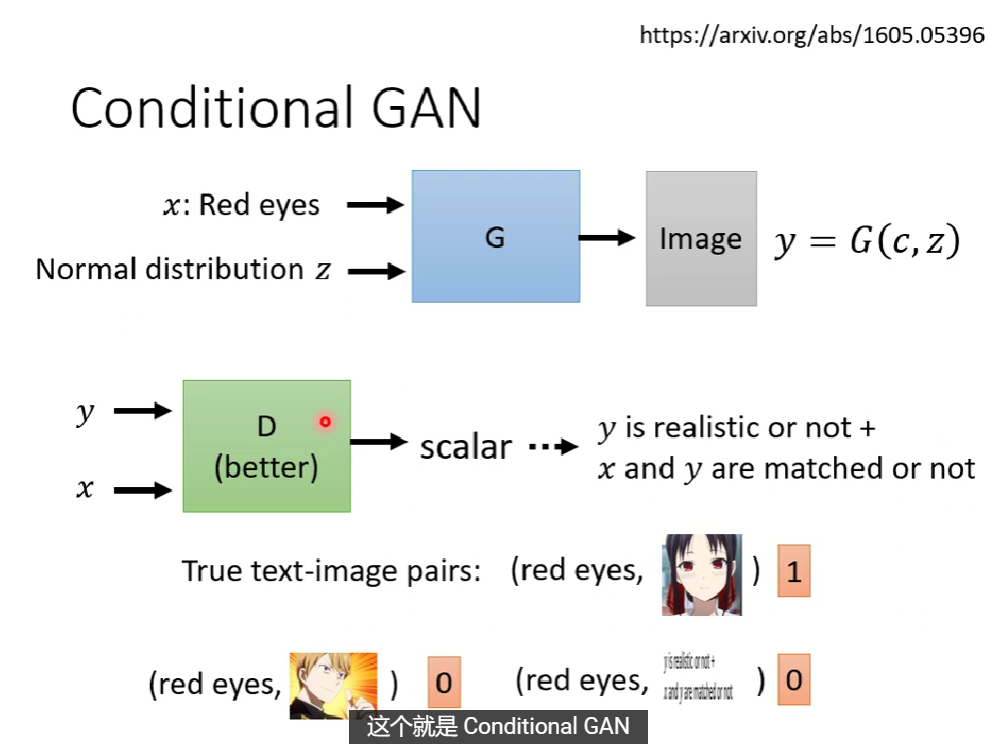 https://arxiv.org/abs/1605.05396
Conditional GAN
x: Red eyes
Normal distribution z
G
Image
y = G(c, z)
y
x
D
(better)
scalar
y is realistic or not +
x and y are matched or not
True text-image pairs:
(red eyes, ) 1
(red eyes, ) 0
(red eyes,
y is realistic or not +
x and y are matched or not
) 0
这个就是 Conditional GAN